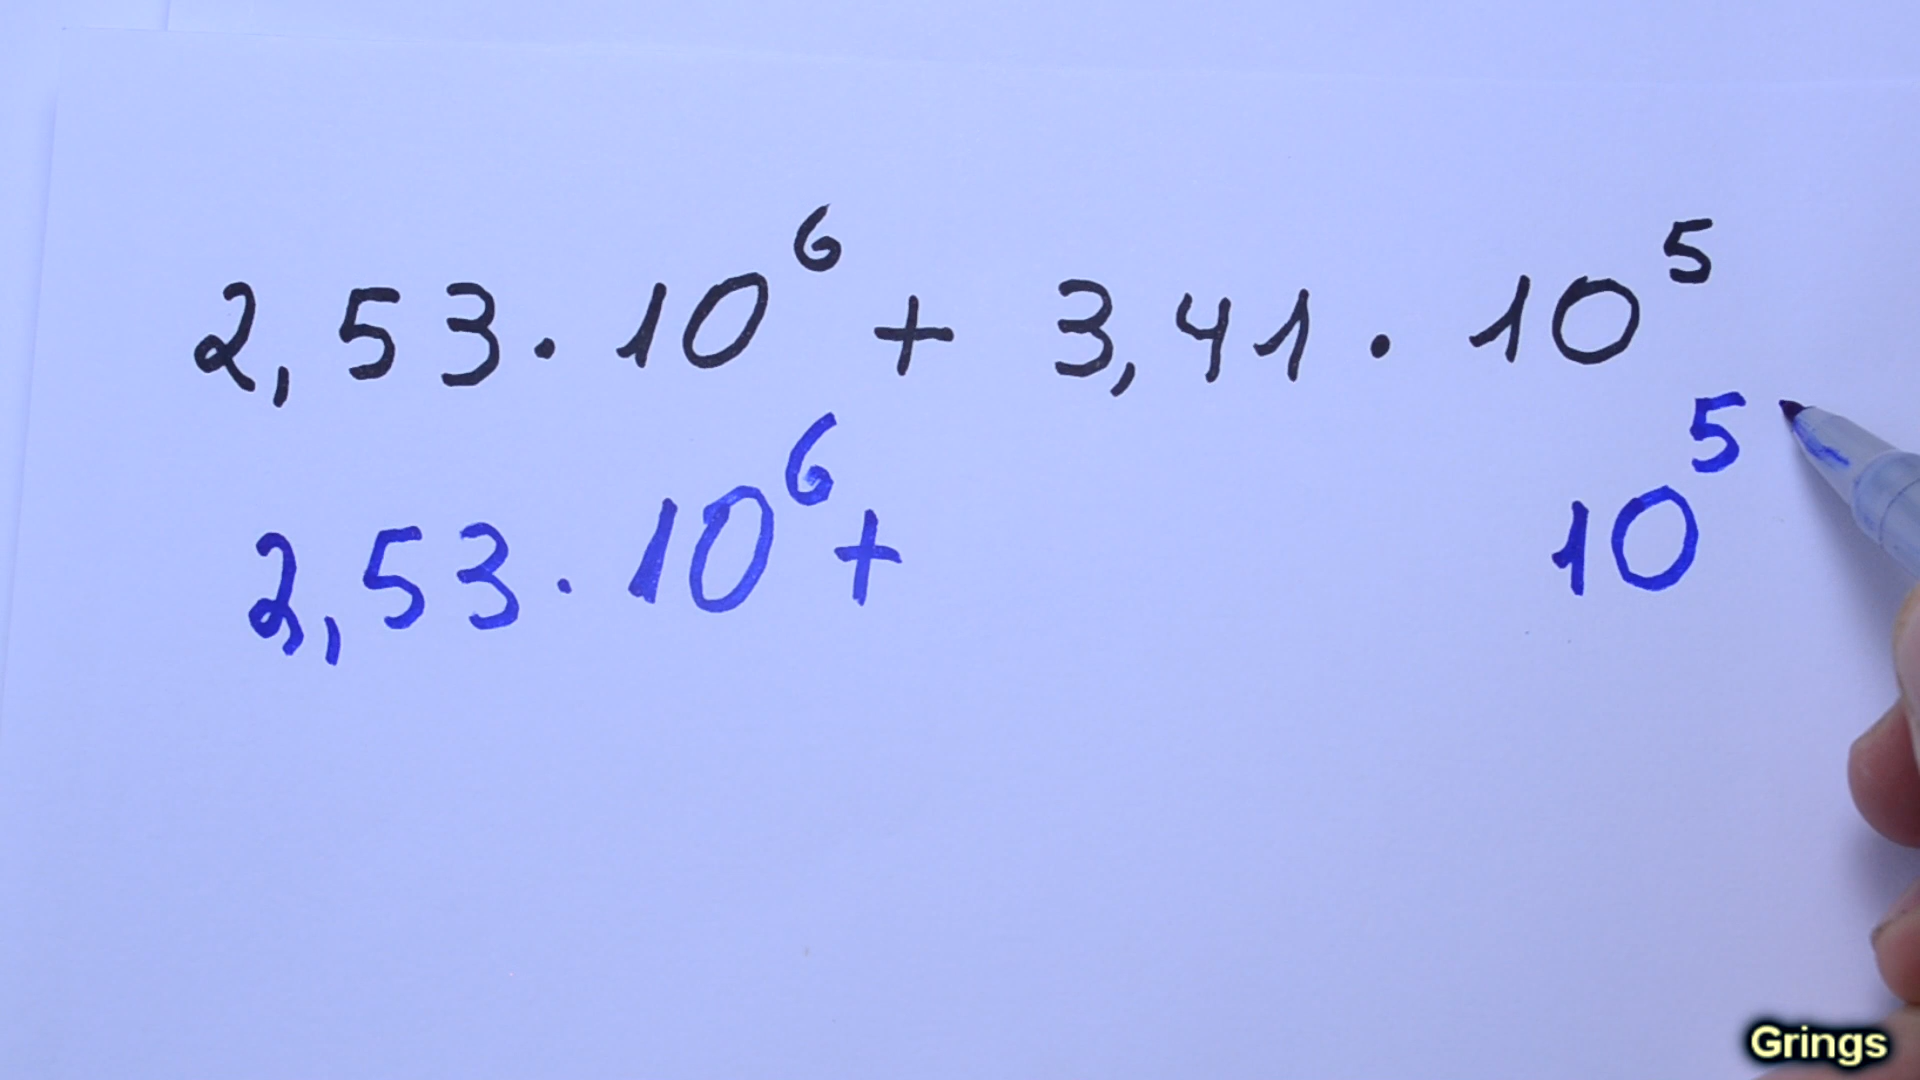 2,53 · 10⁶ + 3,41 · 10⁵
2,53 · 10⁶ + 10⁵
Grings